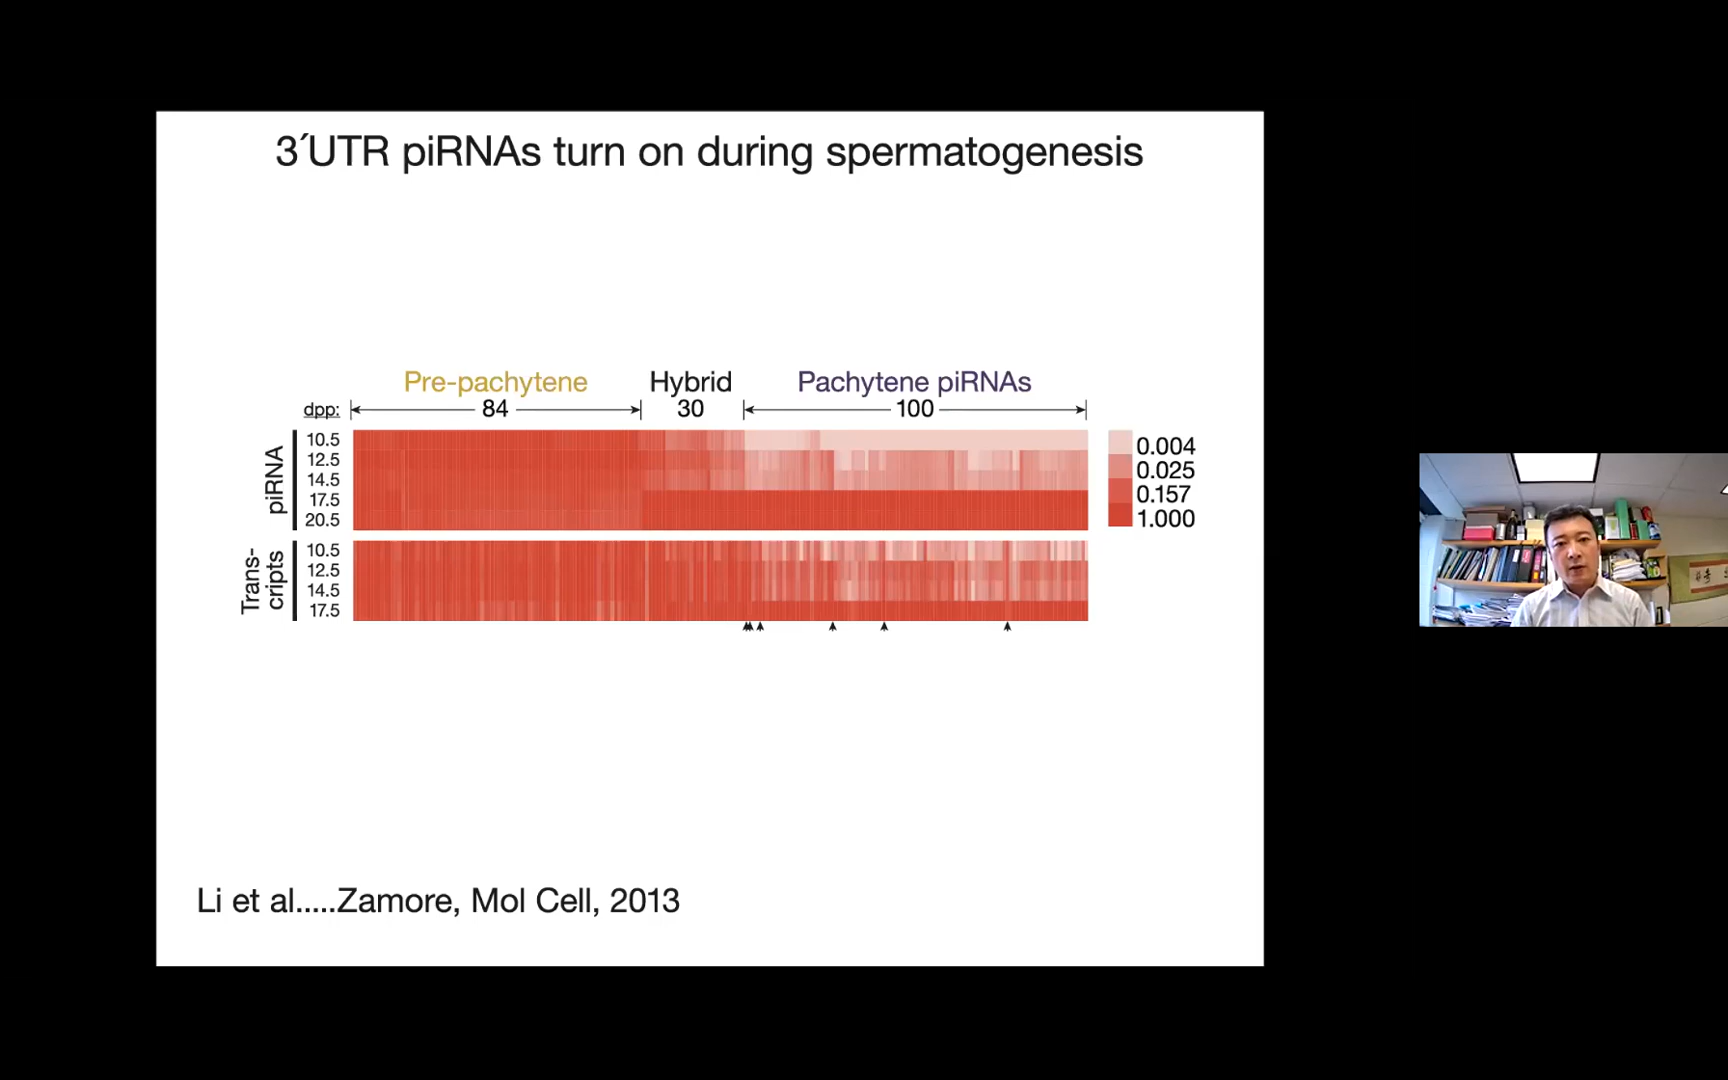 3´UTR piRNAs turn on during spermatogenesis
Pre-pachytene Hybrid Pachytene piRNAs
dpp: 84 30 100
piRNA
10.5
12.5
14.5
17.5
20.5
0.004
0.025
0.157
1.000
Trans-
cripts
10.5
12.5
14.5
17.5
Li et al.....Zamore, Mol Cell, 2013